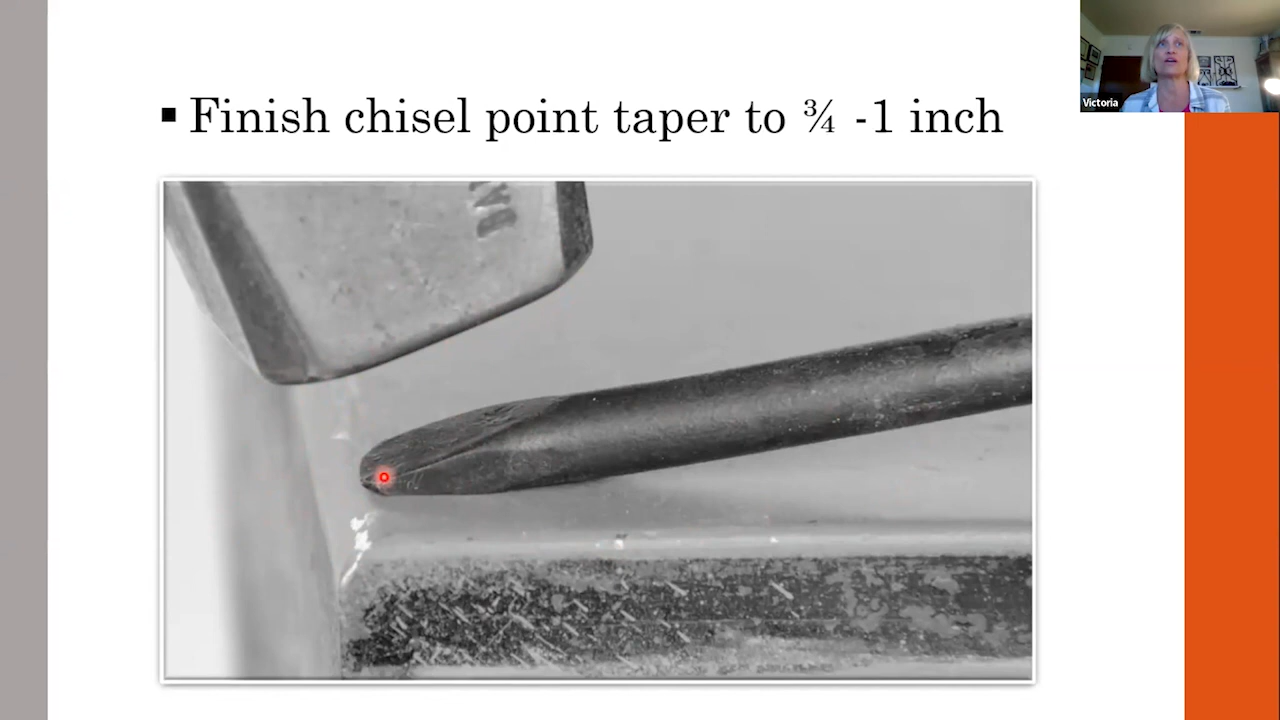 ▪ Finish chisel point taper to ¾ -1 inch
Victoria